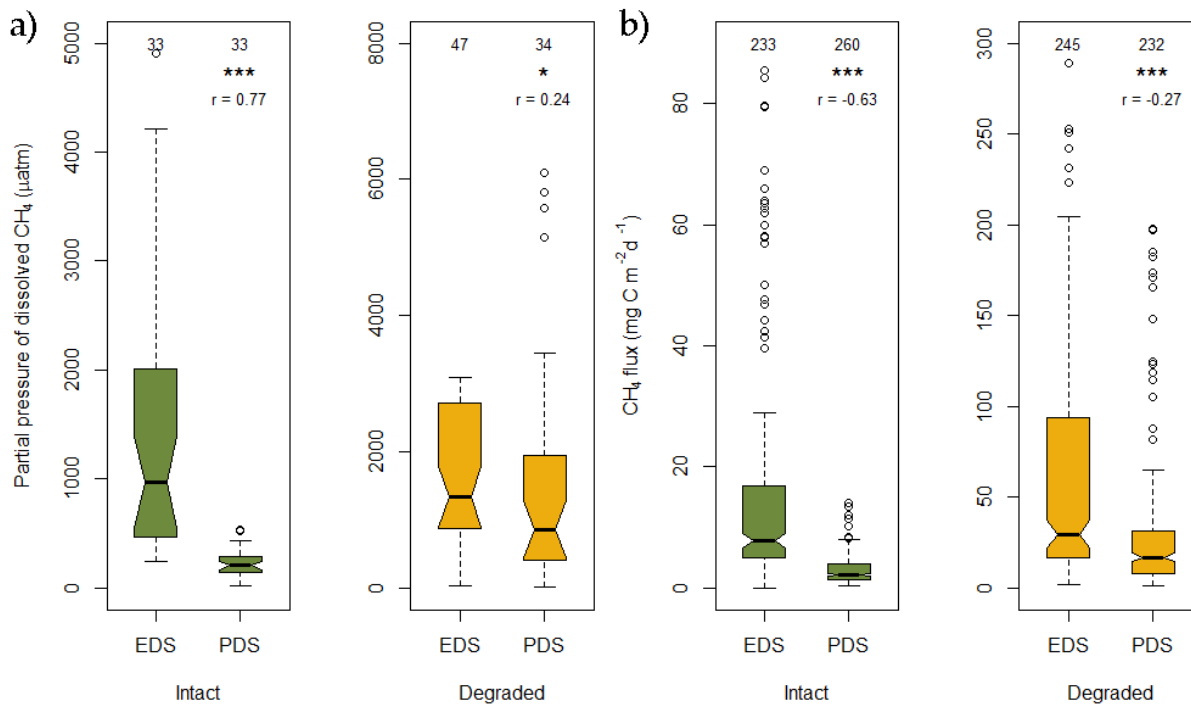 a)
Partial pressure of dissolved CH₄ (µatm)
0 1000 2000 3000 4000 5000
33 33
***
r = 0.77
EDS PDS
Intact
0 2000 4000 6000 8000
47 34
*
r = 0.24
EDS PDS
Degraded
b)
CH₄ flux (mg C m⁻²d⁻¹)
0 20 40 60 80
233 260
***
r = -0.63
EDS PDS
Intact
0 50 100 150 200 250 300
245 232
***
r = -0.27
EDS PDS
Degraded